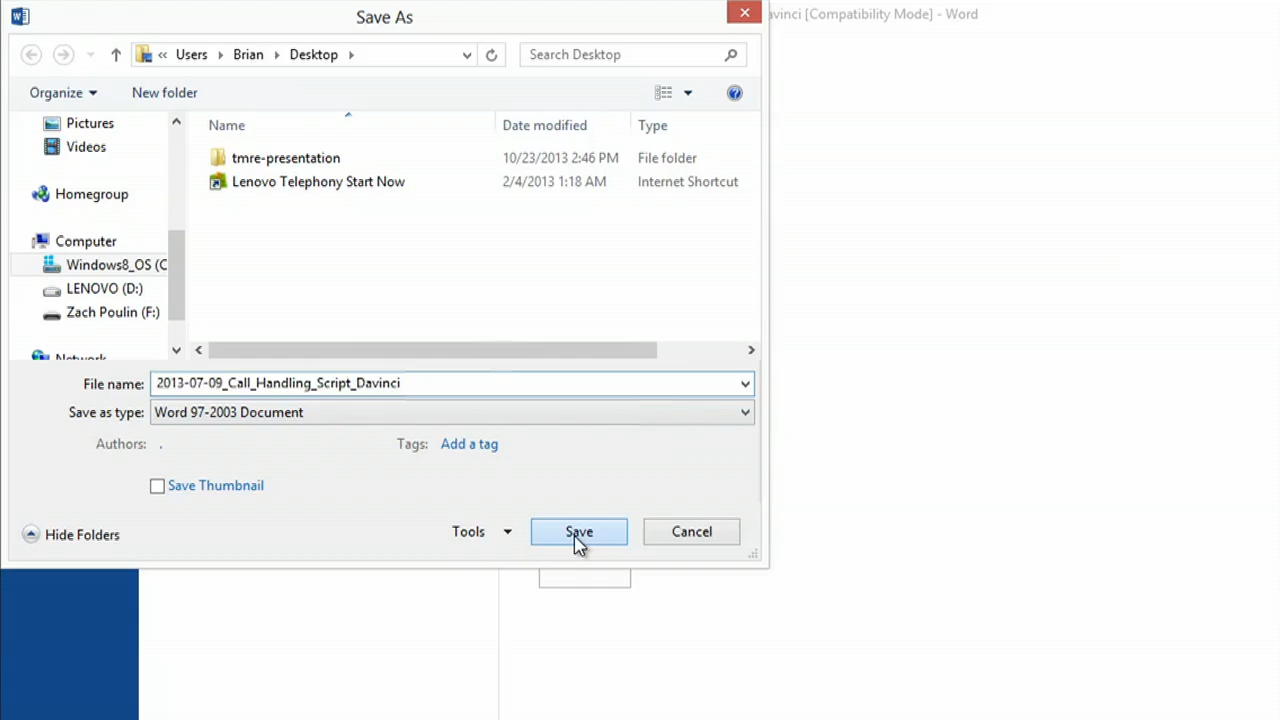 Save As
avinci [Compatibility Mode] - Word
« Users Brian Desktop
Search Desktop
Organize
New folder
Name Date modified Type
Pictures
Videos
Homegroup
Computer
Windows8_OS (C
LENOVO (D:)
Zach Poulin (F:)
Network
tmre-presentation 10/23/2013 2:46 PM File folder
Lenovo Telephony Start Now 2/4/2013 1:18 AM Internet Shortcut
File name: 2013-07-09_Call_Handling_Script_Davinci
Save as type: Word 97-2003 Document
Authors: . Tags: Add a tag
Save Thumbnail
Hide Folders Tools Save Cancel